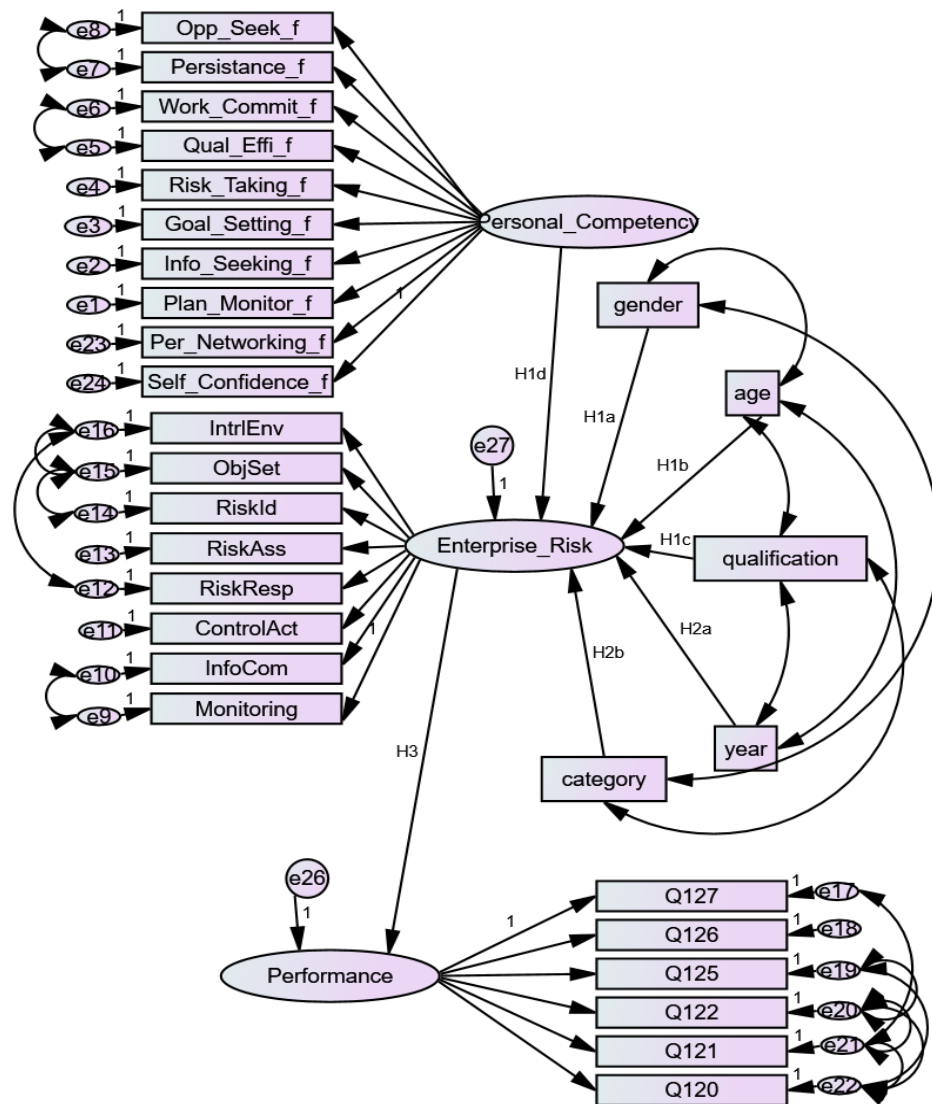 e8 1 Opp_Seek_f
e7 1 Persistance_f
e6 1 Work_Commit_f
e5 1 Qual_Effi_f
e4 1 Risk_Taking_f
e3 1 Goal_Setting_f
e2 1 Info_Seeking_f
e1 1 Plan_Monitor_f
e23 1 Per_Networking_f
e24 1 Self_Confidence_f
1
Personal_Competency
gender
age
qualification
year
category
H1d
H1a
H1b
H1c
H2a
H2b
e27
1
Enterprise_Risk
e16 1 IntrlEnv
e15 1 ObjSet
e14 1 RiskId
e13 1 RiskAss
e12 1 RiskResp
e11 1 ControlAct
e10 1 InfoCom
e9 1 Monitoring
1
H3
e26
1
Performance
1
Q127 1 e17
Q126 1 e18
Q125 1 e19
Q122 1 e20
Q121 1 e21
Q120 1 e22